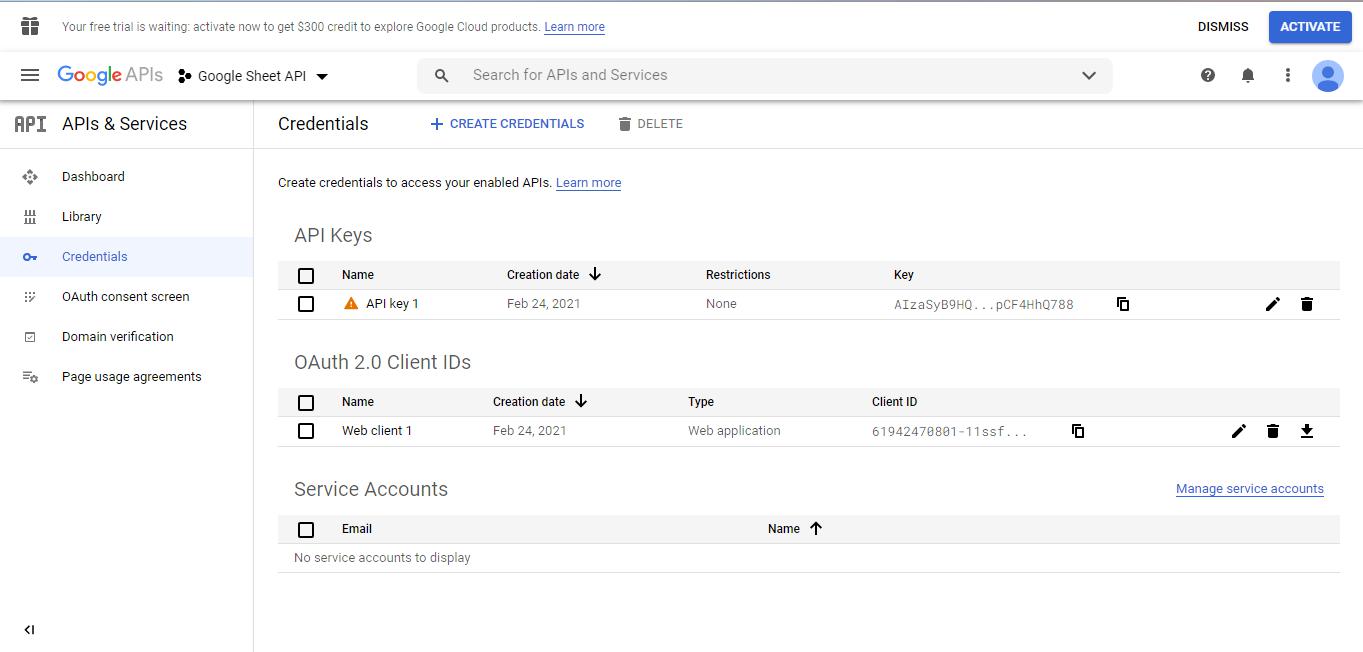 Your free trial is waiting: activate now to get $300 credit to explore Google Cloud products. Learn more
DISMISS
ACTIVATE
Google APIs
Google Sheet API
Search for APIs and Services
API
APIs & Services
Credentials
CREATE CREDENTIALS
DELETE
Dashboard
Library
Credentials
OAuth consent screen
Domain verification
Page usage agreements
Create credentials to access your enabled APIs. Learn more
API Keys
Name Creation date Restrictions Key
API key 1 Feb 24, 2021 None AIzaSyB9HQ...pCF4HhQ788
OAuth 2.0 Client IDs
Name Creation date Type Client ID
Web client 1 Feb 24, 2021 Web application 61942470801-11ssf...
Service Accounts
Manage service accounts
Email Name
No service accounts to display